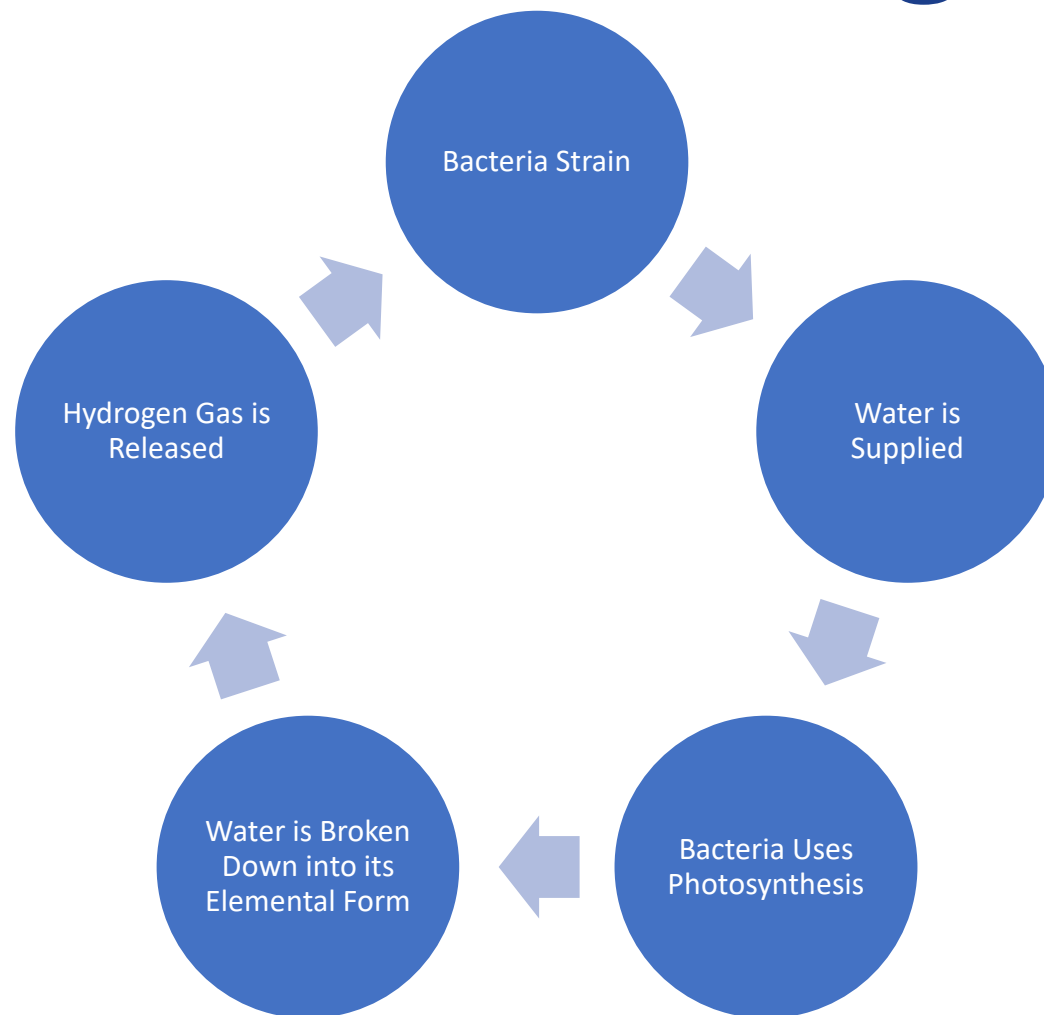 Bacteria Strain
Water is
Supplied
Bacteria Uses
Photosynthesis
Water is Broken
Down into its
Elemental Form
Hydrogen Gas is
Released